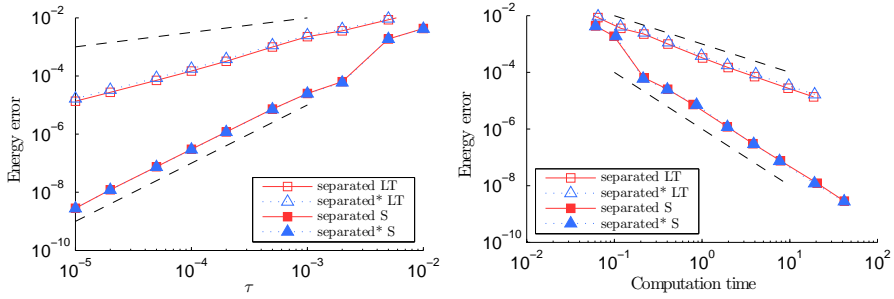 Energy error
10^−2
10^−4
10^−6
10^−8
10^−10
separated LT
separated* LT
separated S
separated* S
10^−5
10^−4
10^−3
10^−2
τ
Energy error
10^−2
10^−4
10^−6
10^−8
10^−10
separated LT
separated* LT
separated S
separated* S
10^−2
10^−1
10^0
10^1
10^2
Computation time